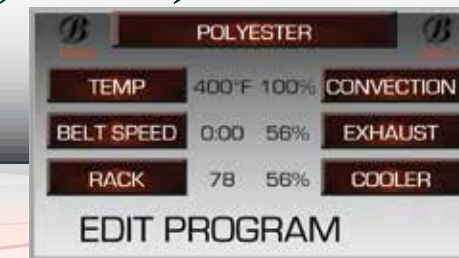 B POLYESTER B
TEMP 400°F 100% CONVECTION
BELT SPEED 0:00 56% EXHAUST
RACK 78 56% COOLER
EDIT PROGRAM